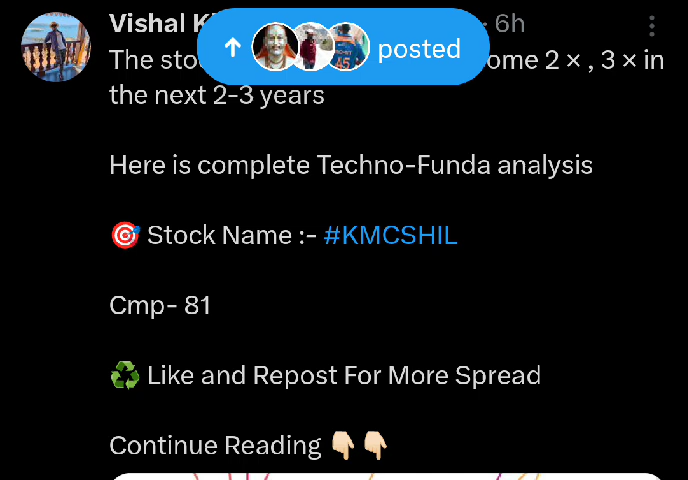 Vishal
· 6h
posted
The sto ome 2 ×, 3 × in
the next 2-3 years
Here is complete Techno-Funda analysis
🎯 Stock Name :- #KMCSHIL
Cmp- 81
♻️ Like and Repost For More Spread
Continue Reading 👇🏻👇🏻